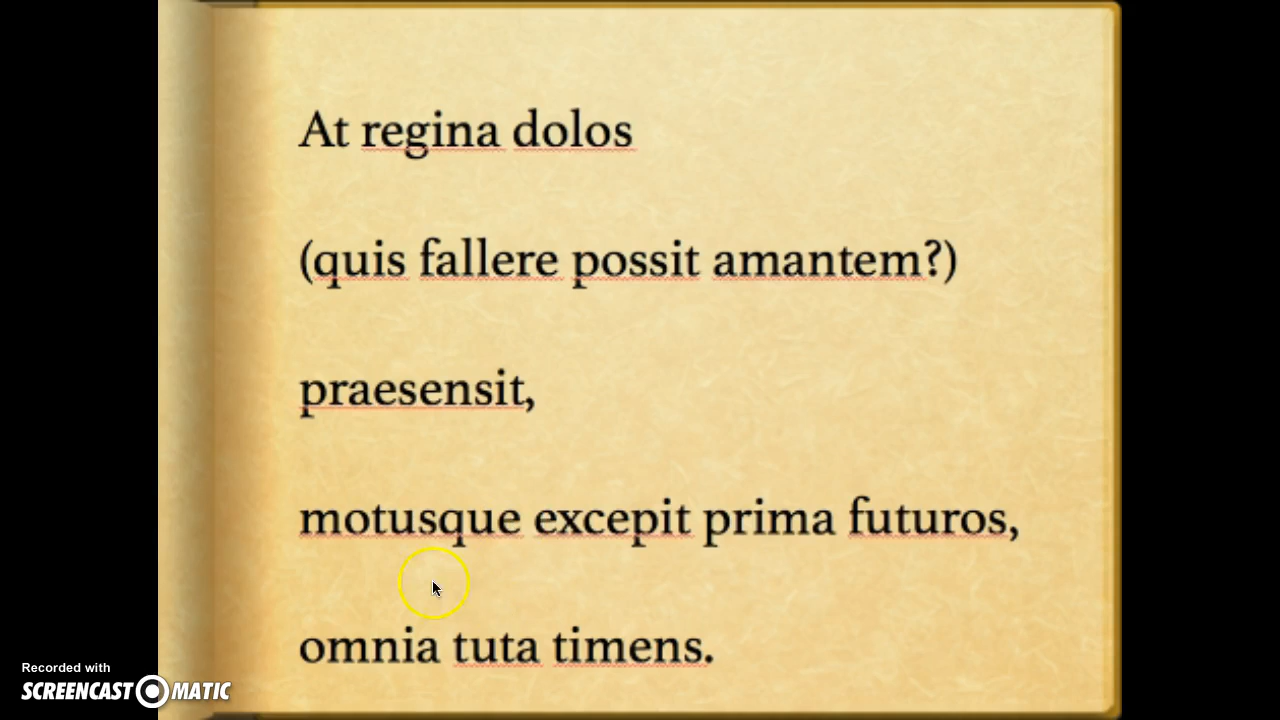 At regina dolos
(quis fallere possit amantem?)
praesensit,
motusque excepit prima futuros,
omnia tuta timens.
Recorded with
SCREENCAST O MATIC